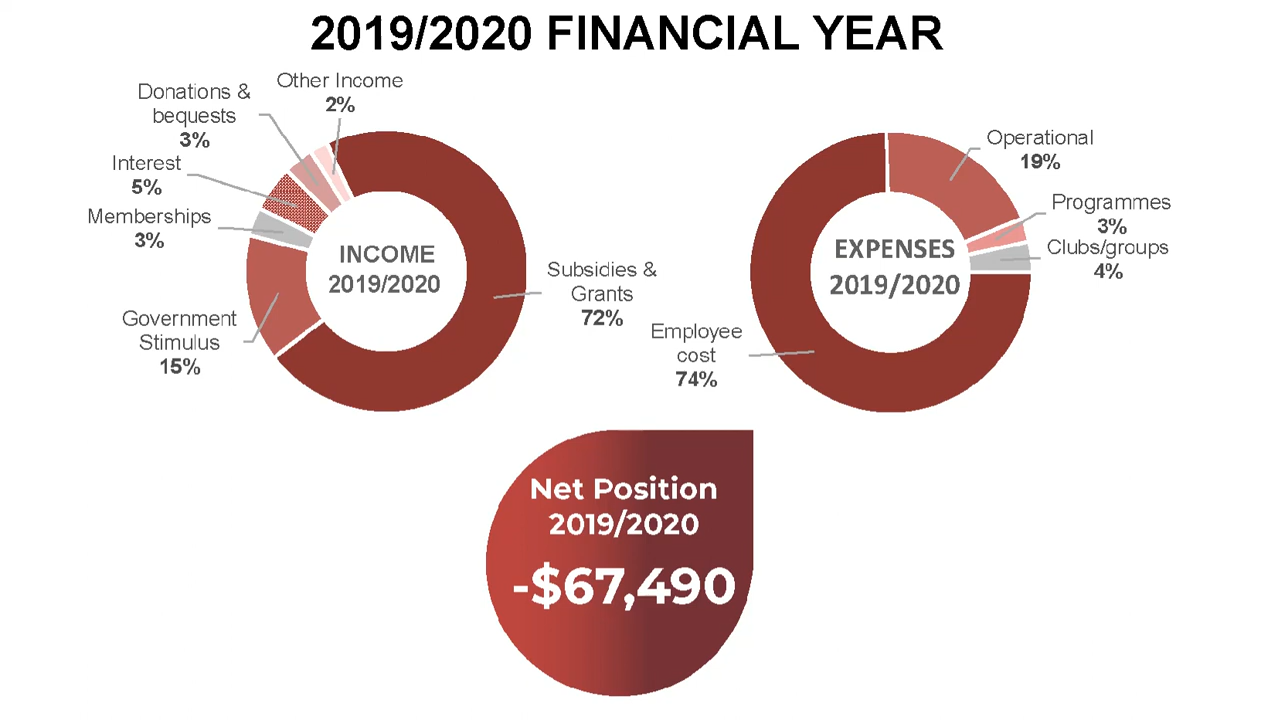 2019/2020 FINANCIAL YEAR
Other Income
2%
Donations &
bequests
3%
Interest
5%
Memberships
3%
Government
Stimulus
15%
INCOME
2019/2020
Subsidies &
Grants
72%
Operational
19%
Programmes
3%
Clubs/groups
4%
EXPENSES
2019/2020
Employee
cost
74%
Net Position
2019/2020
-$67,490